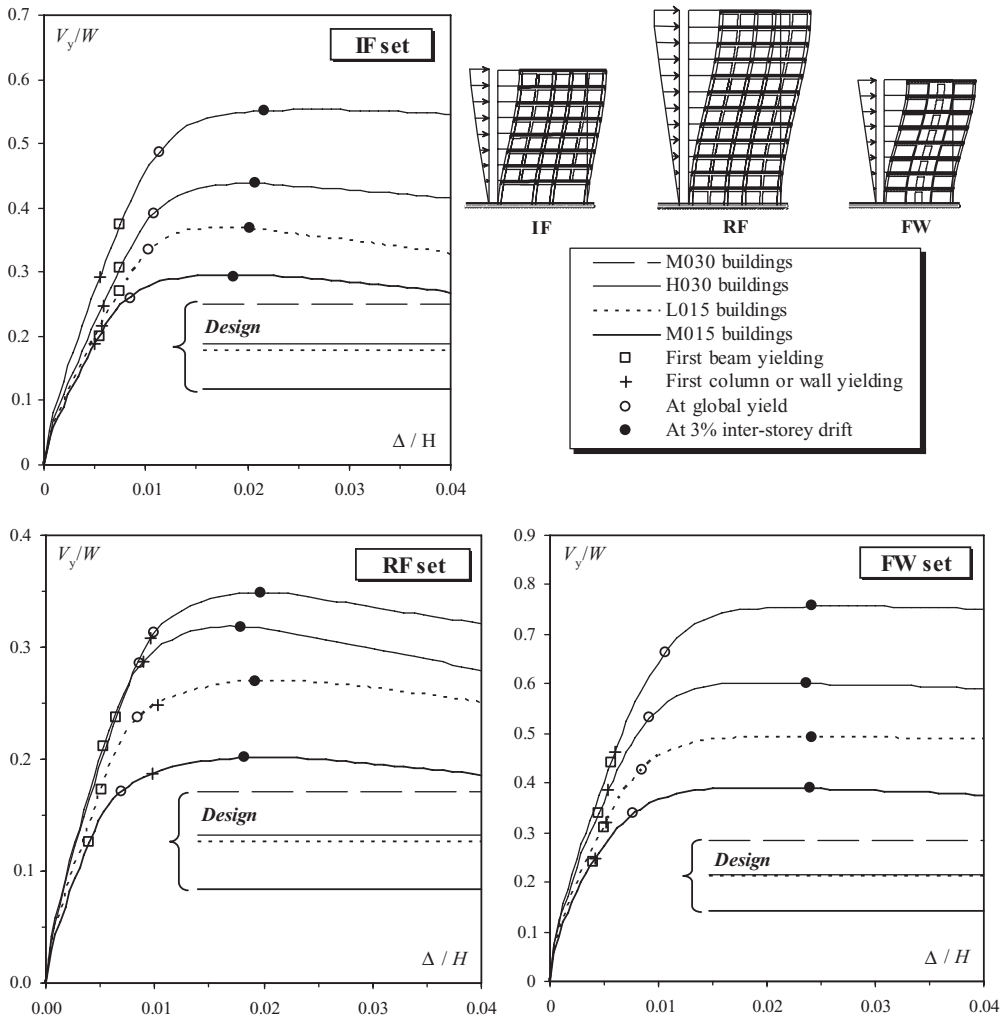 0.7
V_y/W
IF set
0.6
0.5
0.4
0.3
0.2
0.1
0
Design
Δ / H
0 0.01 0.02 0.03 0.04
IF RF FW
M030 buildings
H030 buildings
L015 buildings
M015 buildings
First beam yielding
First column or wall yielding
At global yield
At 3% inter-storey drift
0.4
V_y/W
RF set
0.3
0.2
0.1
0.0
Design
Δ / H
0.00 0.01 0.02 0.03 0.04
0.9
V_y/W
FW set
0.8
0.7
0.6
0.5
0.4
0.3
0.2
0.1
0
Design
Δ / H
0 0.01 0.02 0.03 0.04